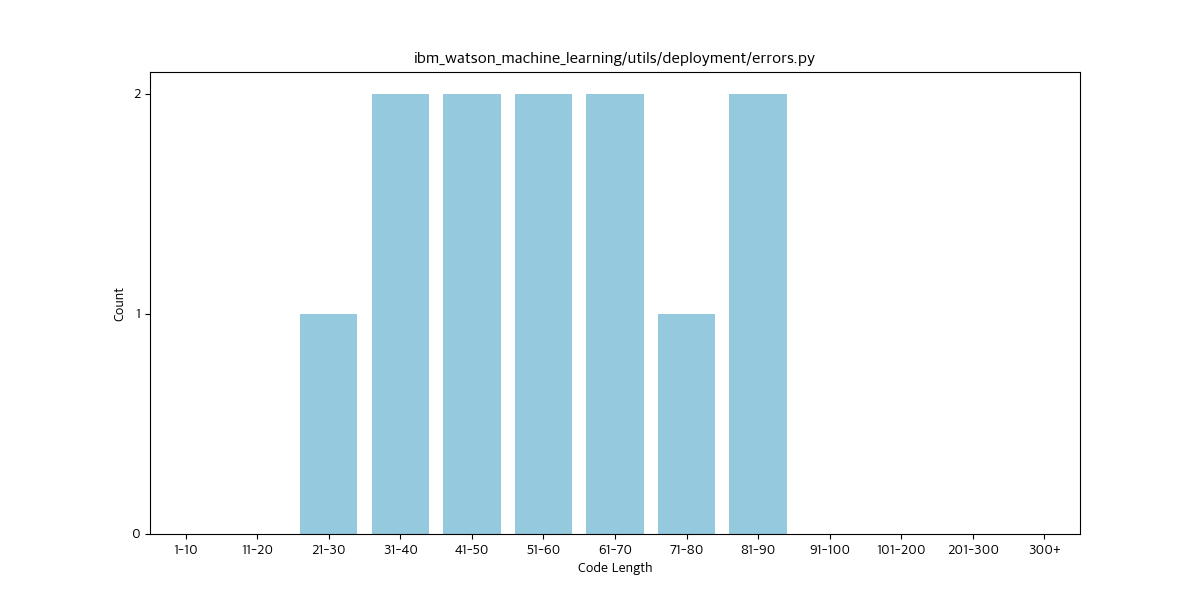 ibm_watson_machine_learning/utils/deployment/errors.py
2
1
0
Count
1-10 11-20 21-30 31-40 41-50 51-60 61-70 71-80 81-90 91-100 101-200 201-300 300+
Code Length